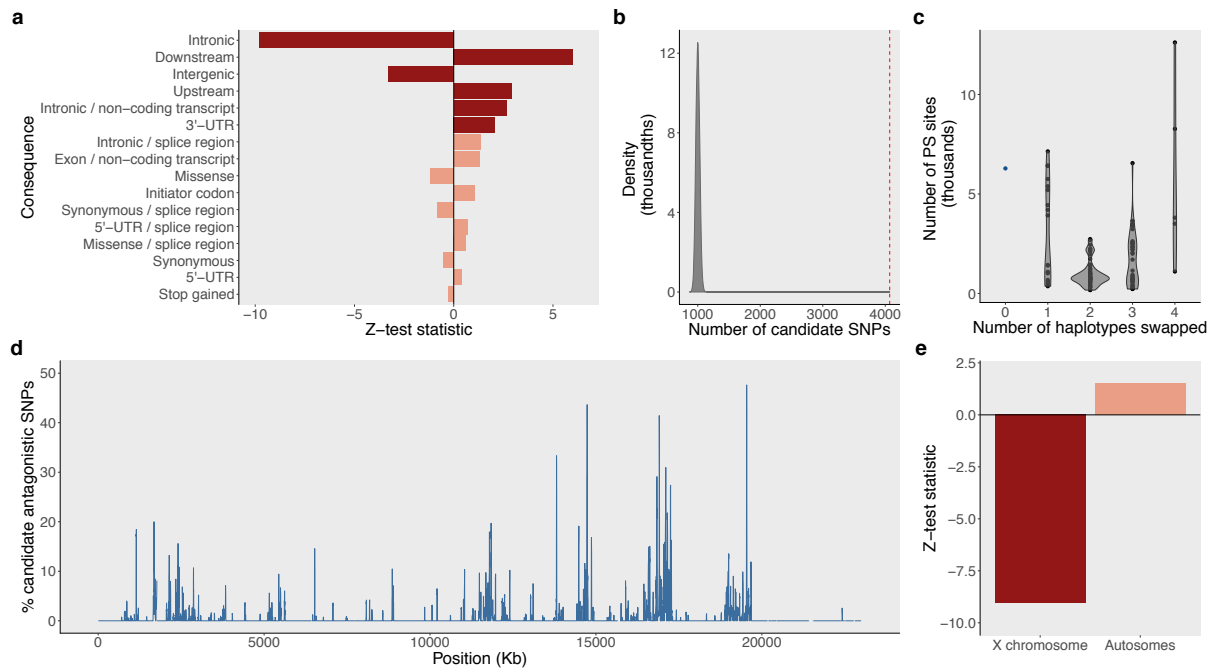 a
Consequence
Intronic
Downstream
Intergenic
Upstream
Intronic / non−coding transcript
3'−UTR
Intronic / splice region
Exon / non−coding transcript
Missense
Initiator codon
Synonymous / splice region
5'−UTR / splice region
Missense / splice region
Synonymous
5'−UTR
Stop gained
−10
−5
0
5
Z−test statistic
b
Density
(thousandths)
12
8
4
0
1000
2000
3000
4000
Number of candidate SNPs
c
Number of PS sites
(thousands)
10
5
0
0
1
2
3
4
Number of haplotypes swapped
d
% candidate antagonistic SNPs
50
40
30
20
10
0
0
5000
10000
15000
20000
Position (Kb)
e
Z−test statistic
2.5
0.0
−2.5
−5.0
−7.5
−10.0
X chromosome
Autosomes